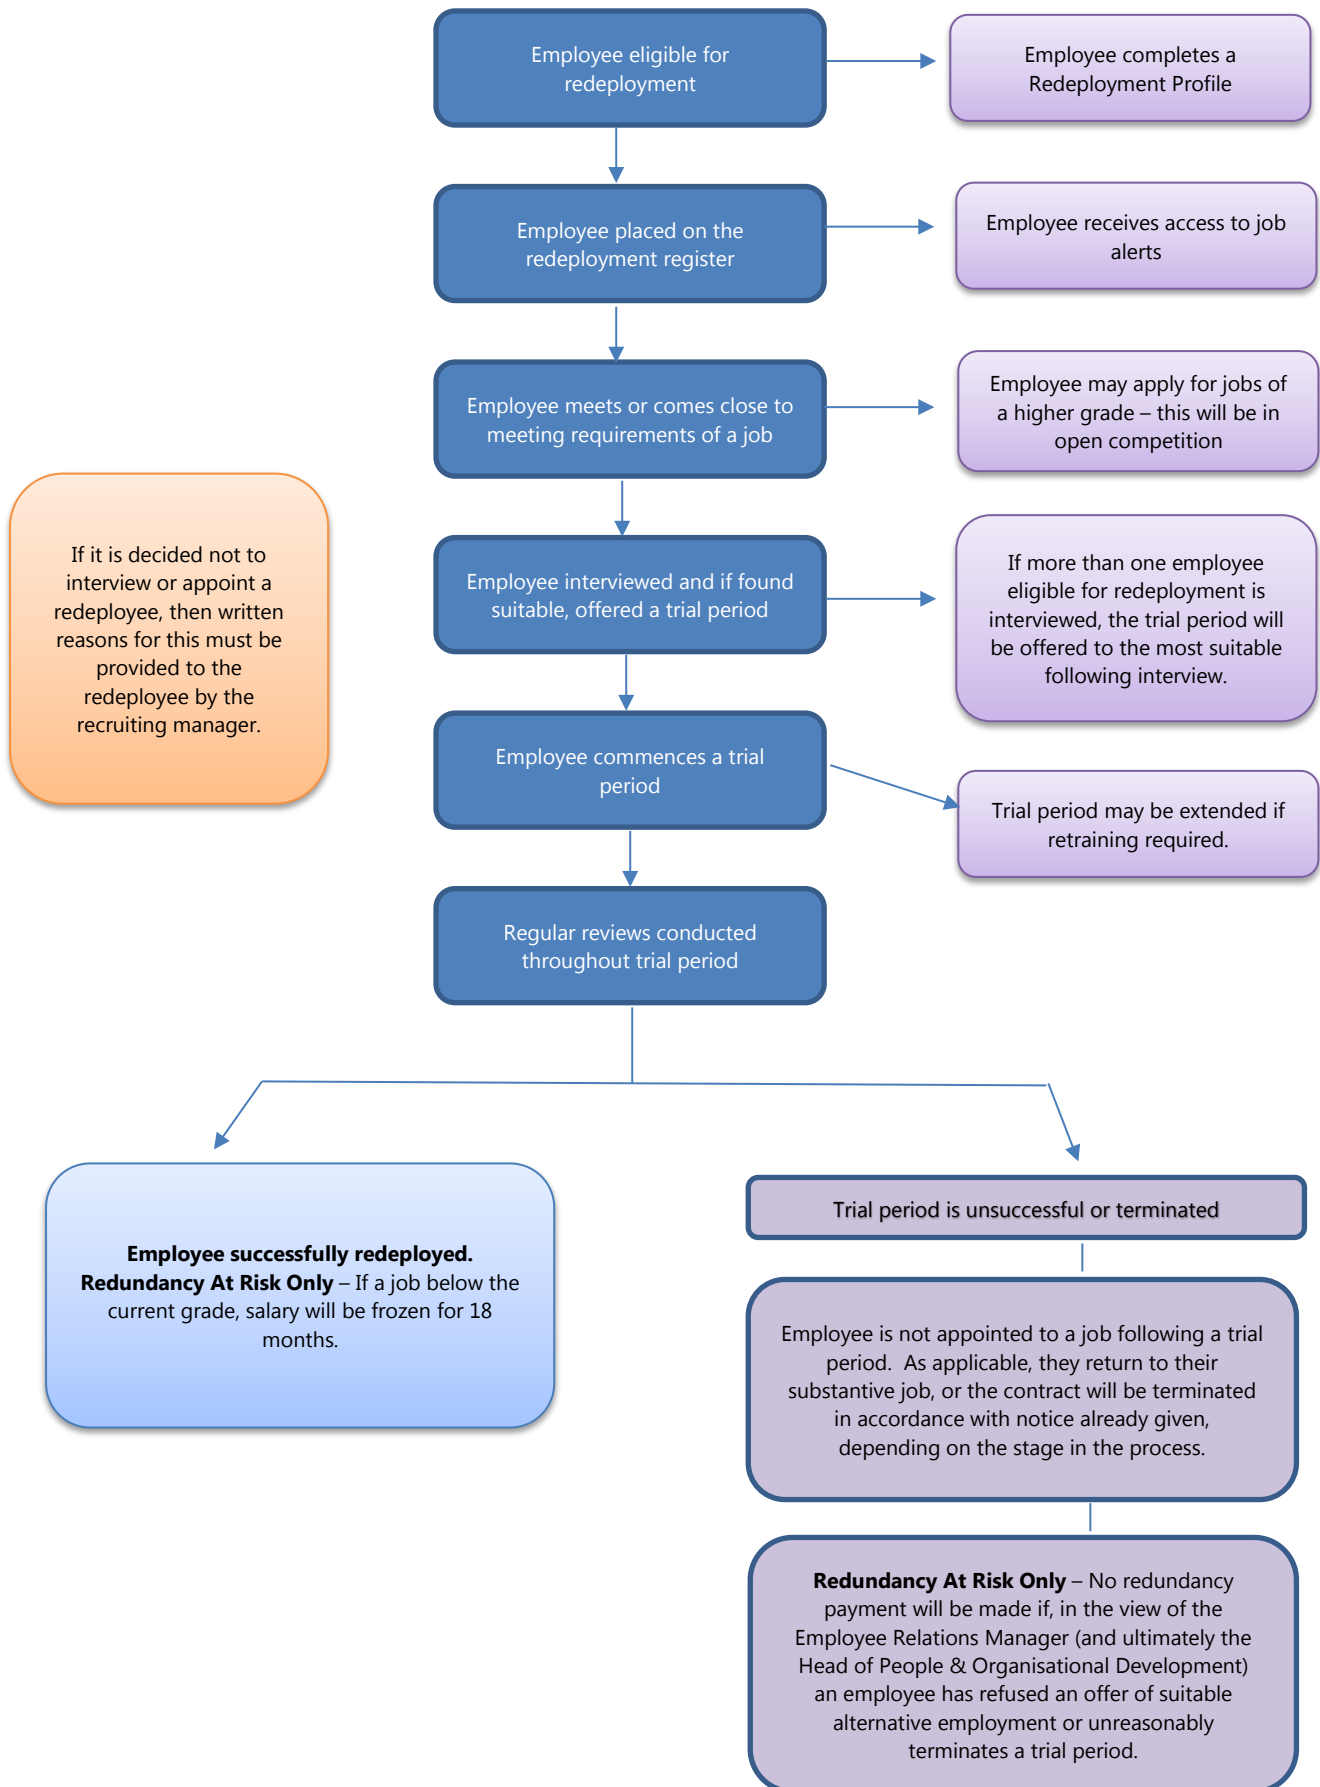 Employee eligible for
redeployment
Employee completes a
Redeployment Profile
Employee placed on the
redeployment register
Employee receives access to job
alerts
Employee meets or comes close to
meeting requirements of a job
Employee may apply for jobs of
a higher grade – this will be in
open competition
If it is decided not to
interview or appoint a
redeployee, then written
reasons for this must be
provided to the
redeployee by the
recruiting manager.
Employee interviewed and if found
suitable, offered a trial period
If more than one employee
eligible for redeployment is
interviewed, the trial period will
be offered to the most suitable
following interview.
Employee commences a trial
period
Trial period may be extended if
retraining required.
Regular reviews conducted
throughout trial period
Employee successfully redeployed.
Redundancy At Risk Only – If a job below the
current grade, salary will be frozen for 18
months.
Trial period is unsuccessful or terminated
Employee is not appointed to a job following a trial
period.  As applicable, they return to their
substantive job, or the contract will be terminated
in accordance with notice already given,
depending on the stage in the process.
Redundancy At Risk Only – No redundancy
payment will be made if, in the view of the
Employee Relations Manager (and ultimately the
Head of People & Organisational Development)
an employee has refused an offer of suitable
alternative employment or unreasonably
terminates a trial period.